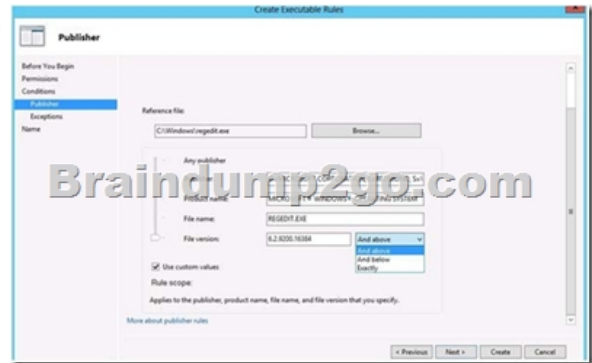 Create Executable Rules
Publisher
Before You Begin
Permissions
Conditions
Publisher
Exceptions
Name
Reference file:
C:\Windows\regedit.exe
Browse...
Any publisher
Braindump2go.com
Product name:
WINDOWS
SYSTEM
File name:
REGEDIT.EXE
File version:
6.2.9200.16384
And above
And above
And below
Exactly
Use custom values
Rule scope:
Applies to the publisher, product name, file name, and file version that you specify.
More about publisher rules
< Previous
Next >
Create
Cancel